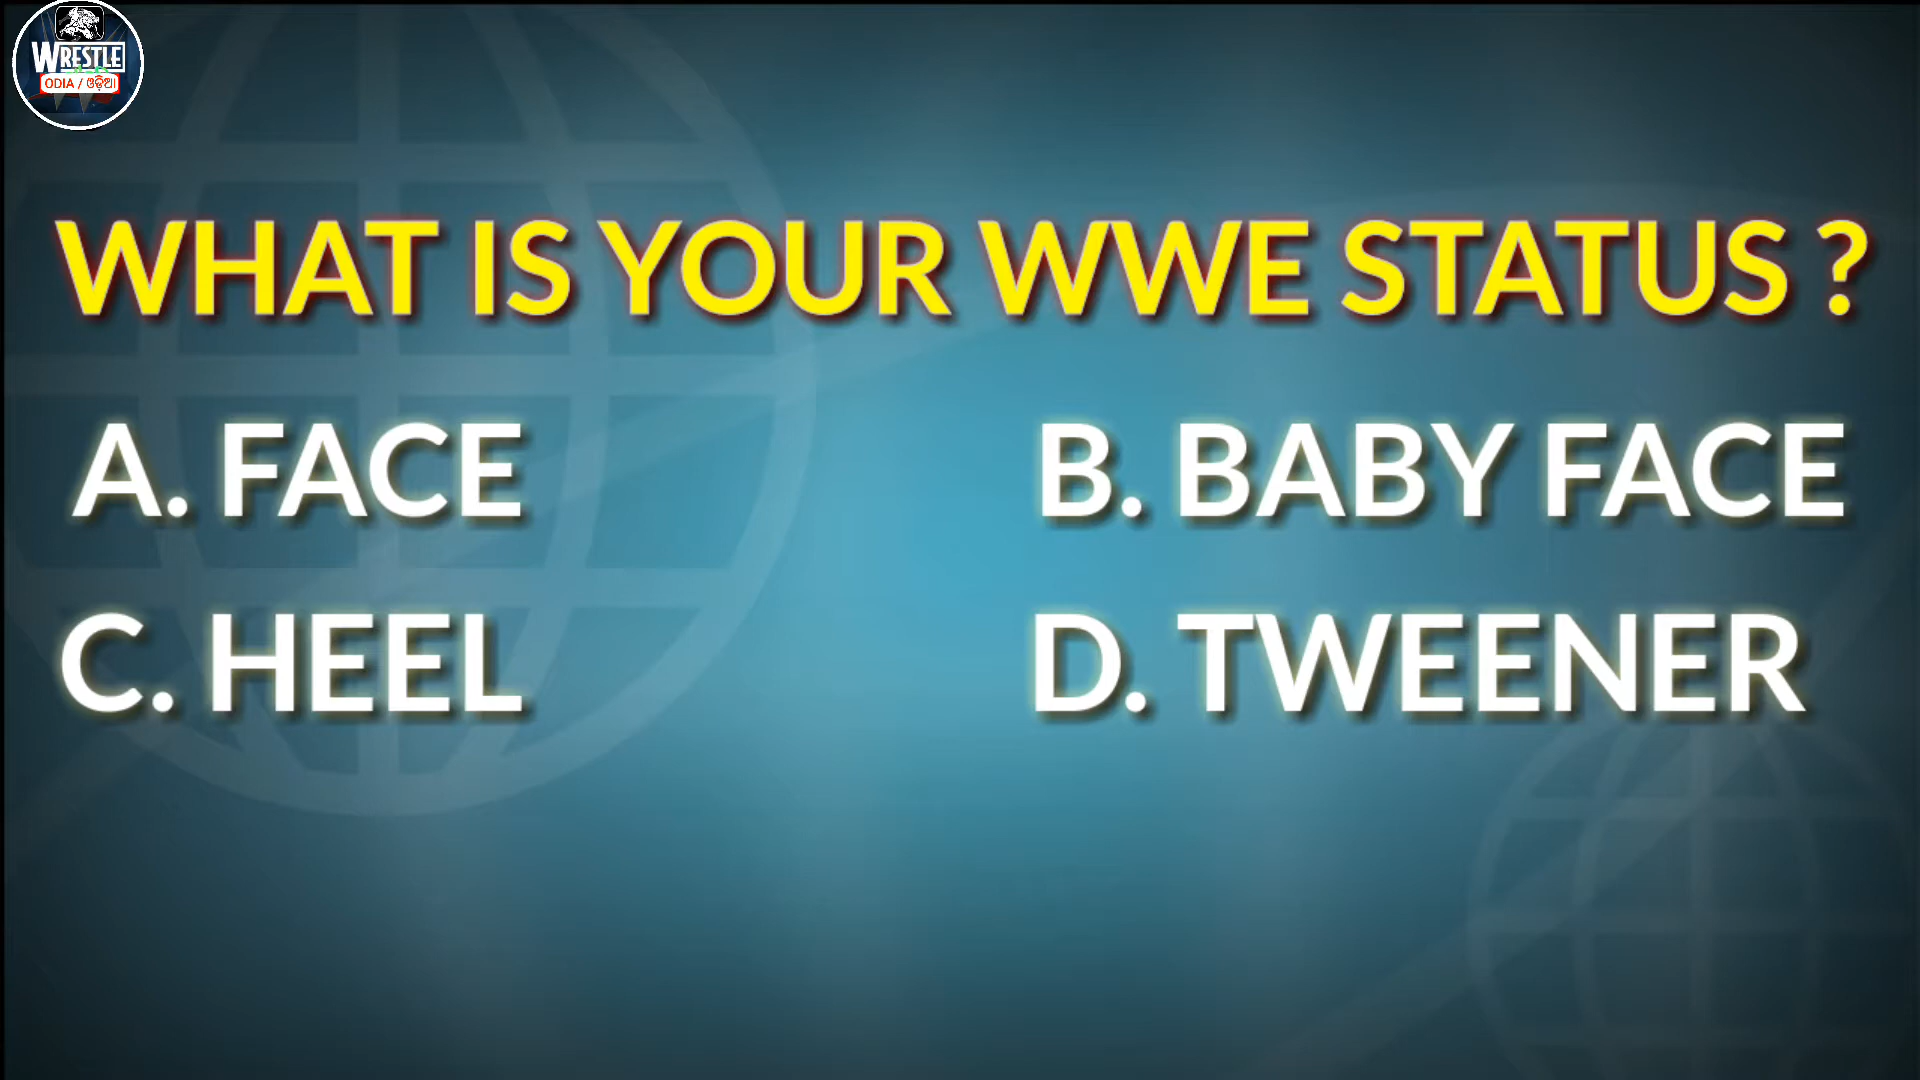 WRESTLE
ODIA / ଓଡ଼ିଆ
WHAT IS YOUR WWE STATUS ?
A. FACE
B. BABY FACE
C. HEEL
D. TWEENER